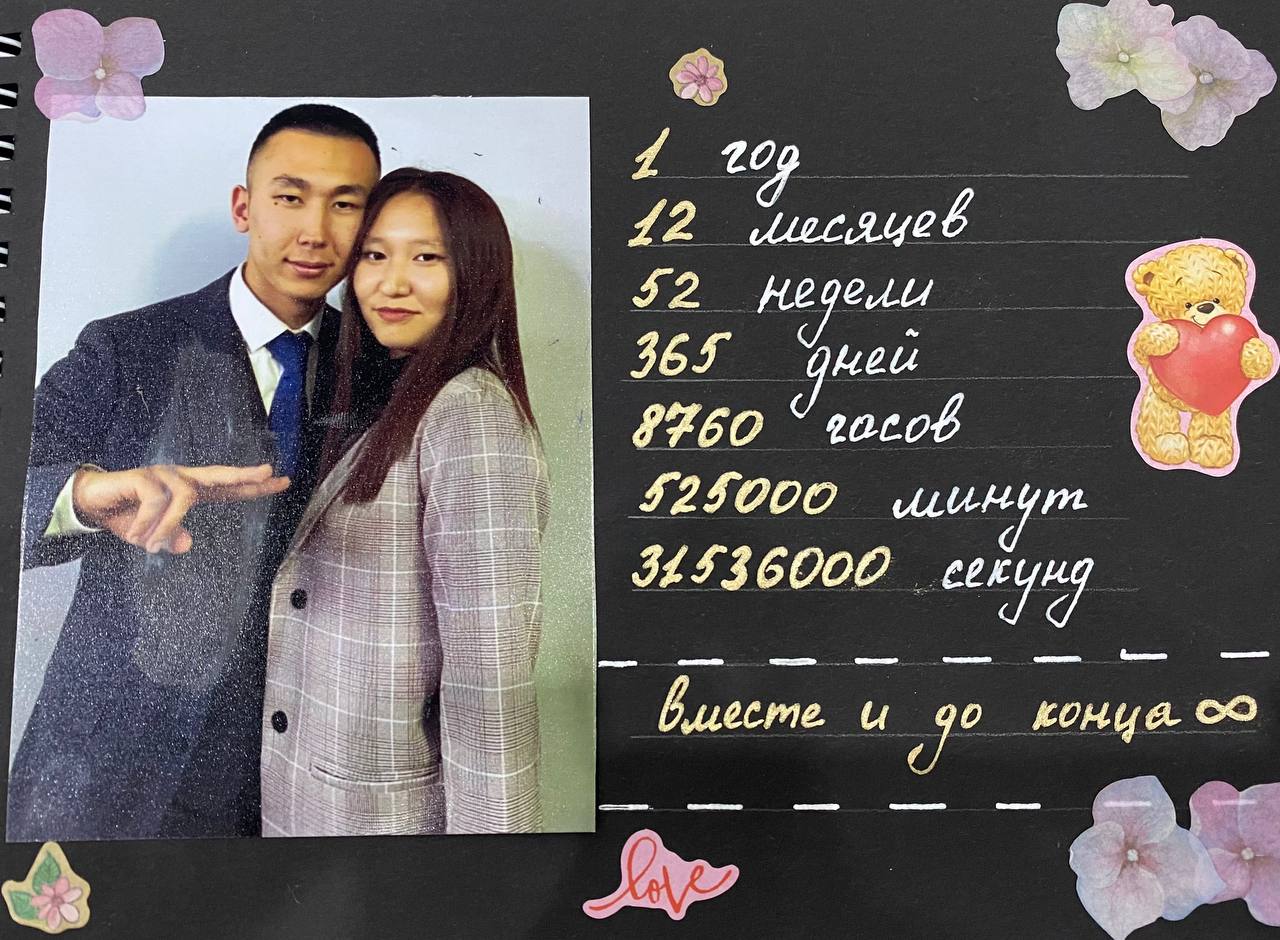 1 год
12 месяцев
52 недели
365 дней
8760 часов
525000 минут
31536000 секунд
вместе и до конца ∞
love